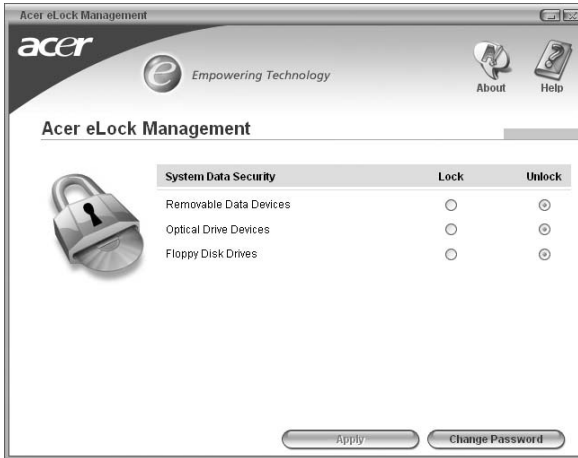 Acer eLock Management
acer
e Empowering Technology
About Help
Acer eLock Management
System Data Security Lock Unlock
Removable Data Devices
Optical Drive Devices
Floppy Disk Drives
Apply Change Password